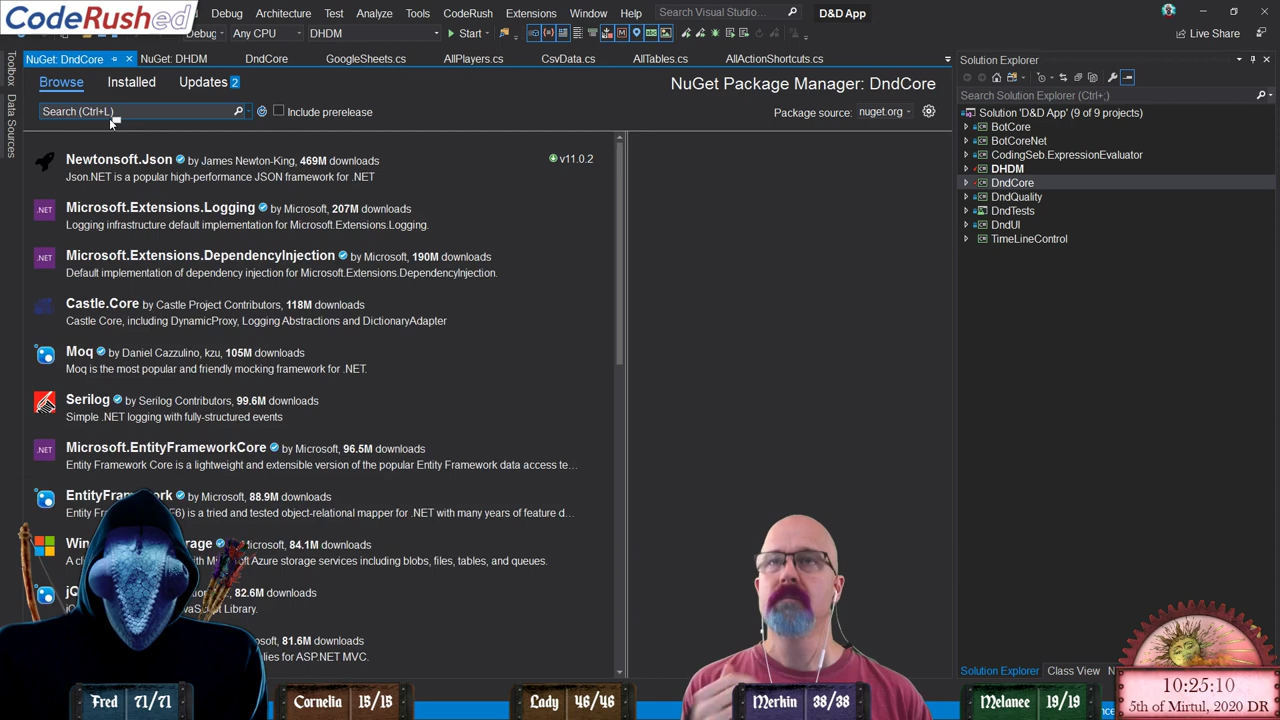 CodeRushed
Debug Architecture Test Analyze Tools CodeRush Extensions Window Help Search Visual Studio D&D App
Debug Any CPU DHDM Start Live Share
Toolbox
Data Sources
NuGet: DndCore NuGet: DHDM DndCore GoogleSheets.cs AllPlayers.cs CsvData.cs AllTables.cs AllActionShortcuts.cs
Browse Installed Updates 2 NuGet Package Manager: DndCore
Search (Ctrl+L) Include prerelease Package source: nuget.org
Newtonsoft.Json by James Newton-King, 469M downloads v11.0.2
Json.NET is a popular high-performance JSON framework for .NET
.NET Microsoft.Extensions.Logging by Microsoft, 207M downloads
Logging infrastructure default implementation for Microsoft.Extensions.Logging.
.NET Microsoft.Extensions.DependencyInjection by Microsoft, 190M downloads
Default implementation of dependency injection for Microsoft.Extensions.DependencyInjection.
Castle.Core by Castle Project Contributors, 118M downloads
Castle Core, including DynamicProxy, Logging Abstractions and DictionaryAdapter
Moq by Daniel Cazzulino, kzu, 105M downloads
Moq is the most popular and friendly mocking framework for .NET.
Serilog by Serilog Contributors, 99.6M downloads
Simple .NET logging with fully-structured events
.NET Microsoft.EntityFrameworkCore by Microsoft, 96.5M downloads
Entity Framework Core is a lightweight and extensible version of the popular Entity Framework data access te...
by Microsoft, 88.9M downloads
is a tried and tested object-relational mapper for .NET with many years of feature d...
Microsoft, 84.1M downloads
Microsoft Azure storage services including blobs, files, tables, and queues.
82.6M downloads
Library.
81.6M downloads
for ASP.NET MVC.
Solution Explorer
Search Solution Explorer (Ctrl+;)
Solution 'D&D App' (9 of 9 projects)
BotCore
BotCoreNet
CodingSeb.ExpressionEvaluator
DHDM
DndCore
DndQuality
DndTests
DndUI
TimeLineControl
Solution Explorer Class View
10:25:10
5th of Mirtul, 2020 DR
Fred 71/71 Cornelia 15/15 Lady 46/46 Merkin 38/38 Melanee 19/19